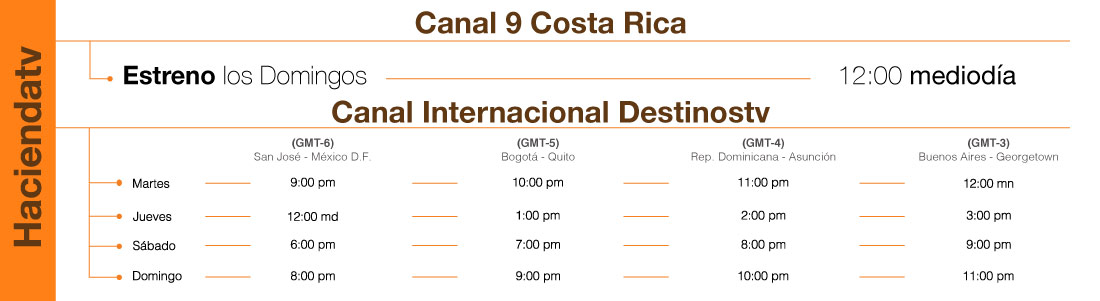 Haciendatv
Canal 9 Costa Rica
Estreno los Domingos 12:00 mediodía
Canal Internacional Destinostv
(GMT-6) (GMT-5) (GMT-4) (GMT-3)
San José - México D.F. Bogotá - Quito Rep. Dominicana - Asunción Buenos Aires - Georgetown
Martes 9:00 pm 10:00 pm 11:00 pm 12:00 mn
Jueves 12:00 md 1:00 pm 2:00 pm 3:00 pm
Sábado 6:00 pm 7:00 pm 8:00 pm 9:00 pm
Domingo 8:00 pm 9:00 pm 10:00 pm 11:00 pm